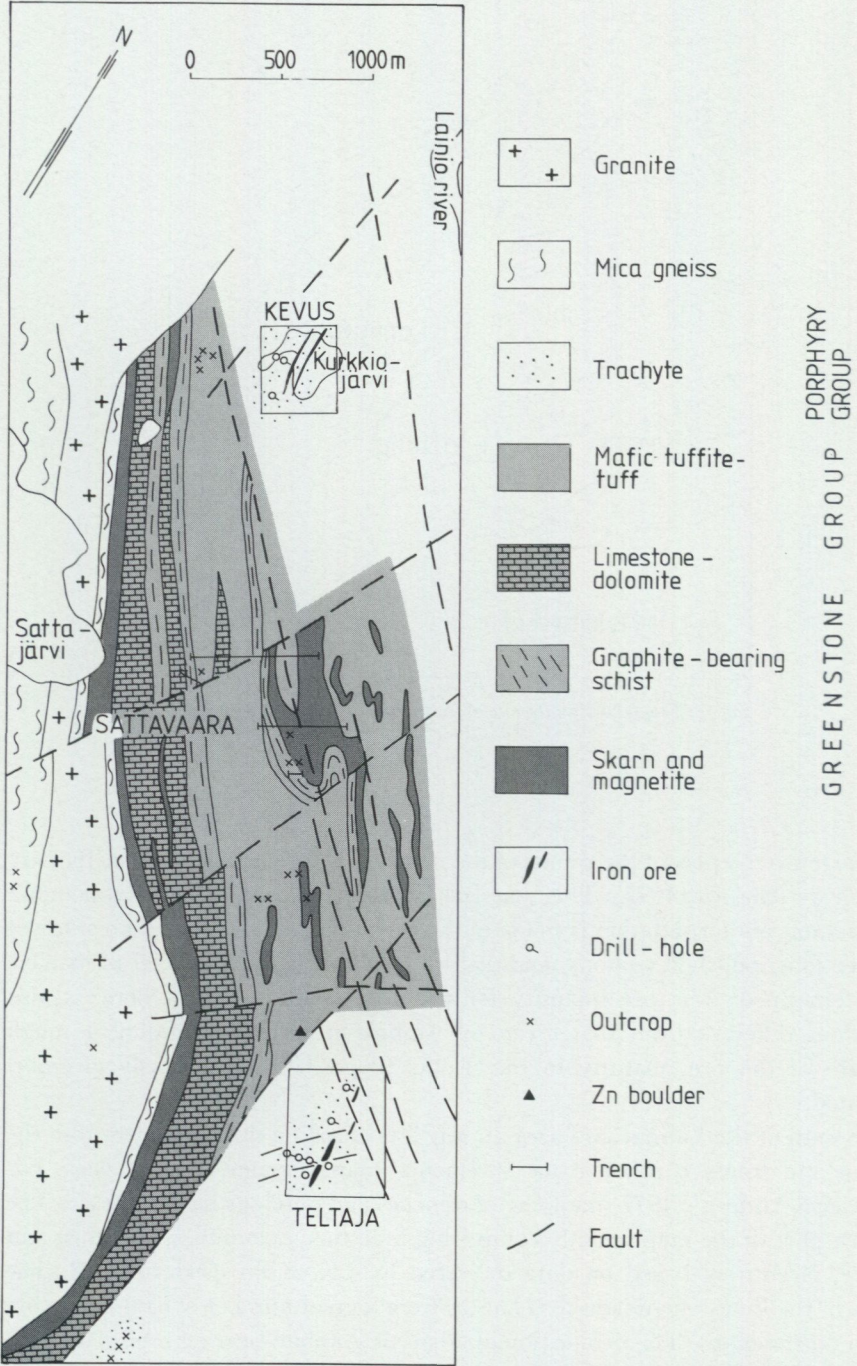 N
0 500 1000 m
Lainio river
KEVUS
Kurkkio-
järvi
Satta-
järvi
SATTAVAARA
TELTAJA
Granite
Mica gneiss
Trachyte
Mafic tuffite-
tuff
Limestone-
dolomite
Graphite-bearing
schist
Skarn and
magnetite
Iron ore
Drill-hole
Outcrop
Zn boulder
Trench
Fault
PORPHYRY
GROUP
GREENSTONE GROUP